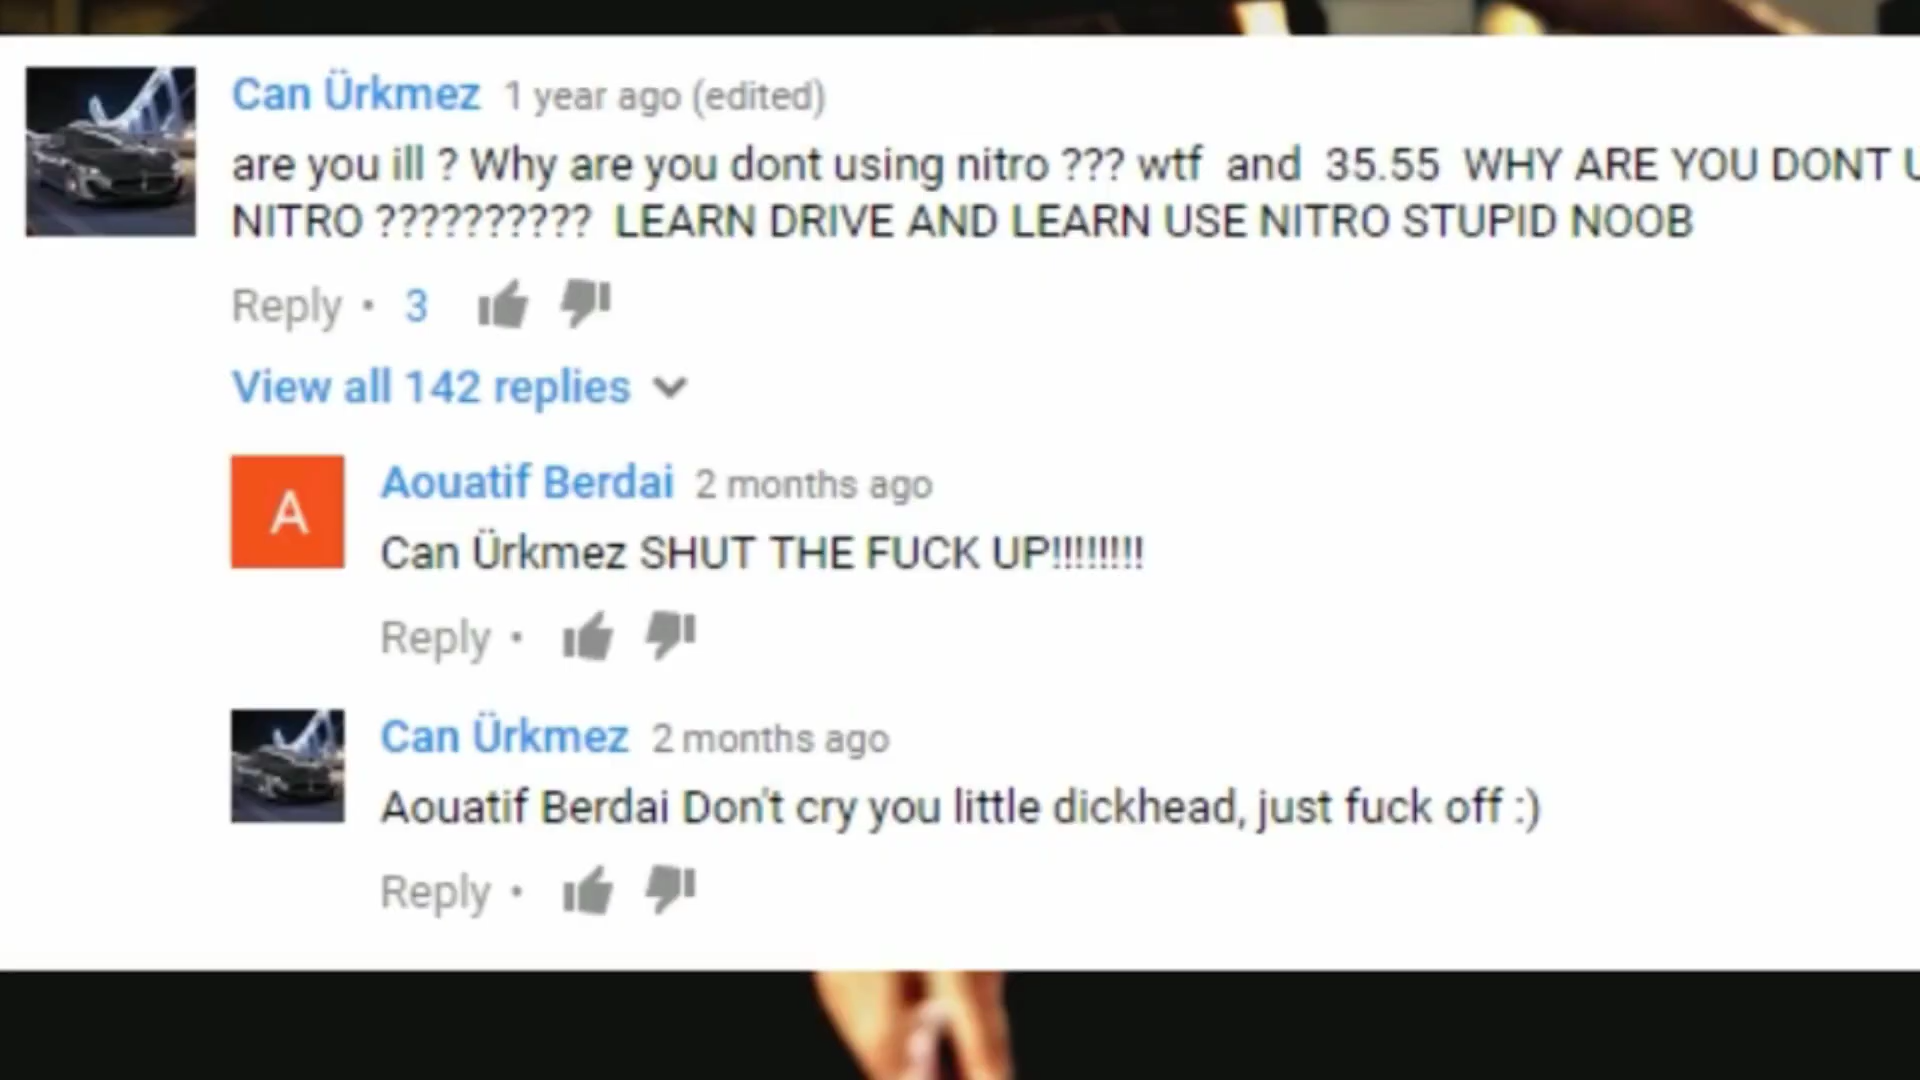 Can Ürkmez 1 year ago (edited)
are you ill ? Why are you dont using nitro ??? wtf and 35.55 WHY ARE YOU DONT
NITRO ?????????? LEARN DRIVE AND LEARN USE NITRO STUPID NOOB
Reply • 3
View all 142 replies
A
Aouatif Berdai 2 months ago
Can Ürkmez SHUT THE FUCK UP!!!!!!!!
Reply •
Can Ürkmez 2 months ago
Aouatif Berdai Don't cry you little dickhead, just fuck off :)
Reply •